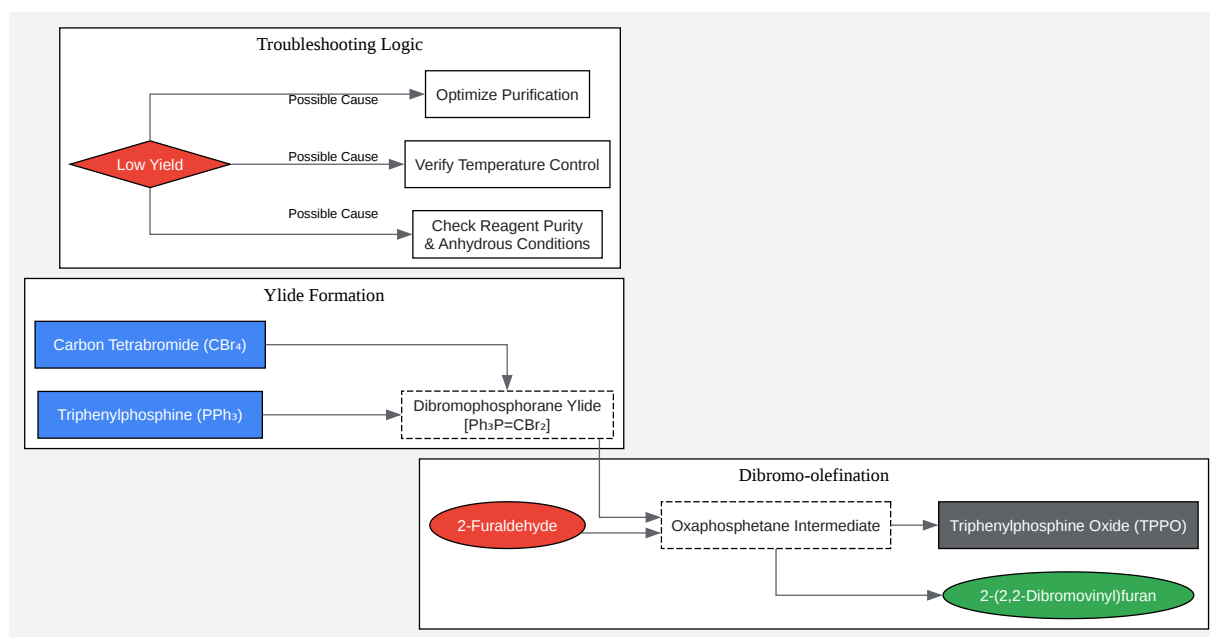 Troubleshooting Logic
Possible Cause
Optimize Purification
Low Yield
Possible Cause
Verify Temperature Control
Possible Cause
Check Reagent Purity
& Anhydrous Conditions
Ylide Formation
Carbon Tetrabromide (CBr₄)
Triphenylphosphine (PPh₃)
Dibromophosphorane Ylide
[Ph₃P=CBr₂]
Dibromo-olefination
2-Furaldehyde
Oxaphosphetane Intermediate
Triphenylphosphine Oxide (TPPO)
2-(2,2-Dibromovinyl)furan